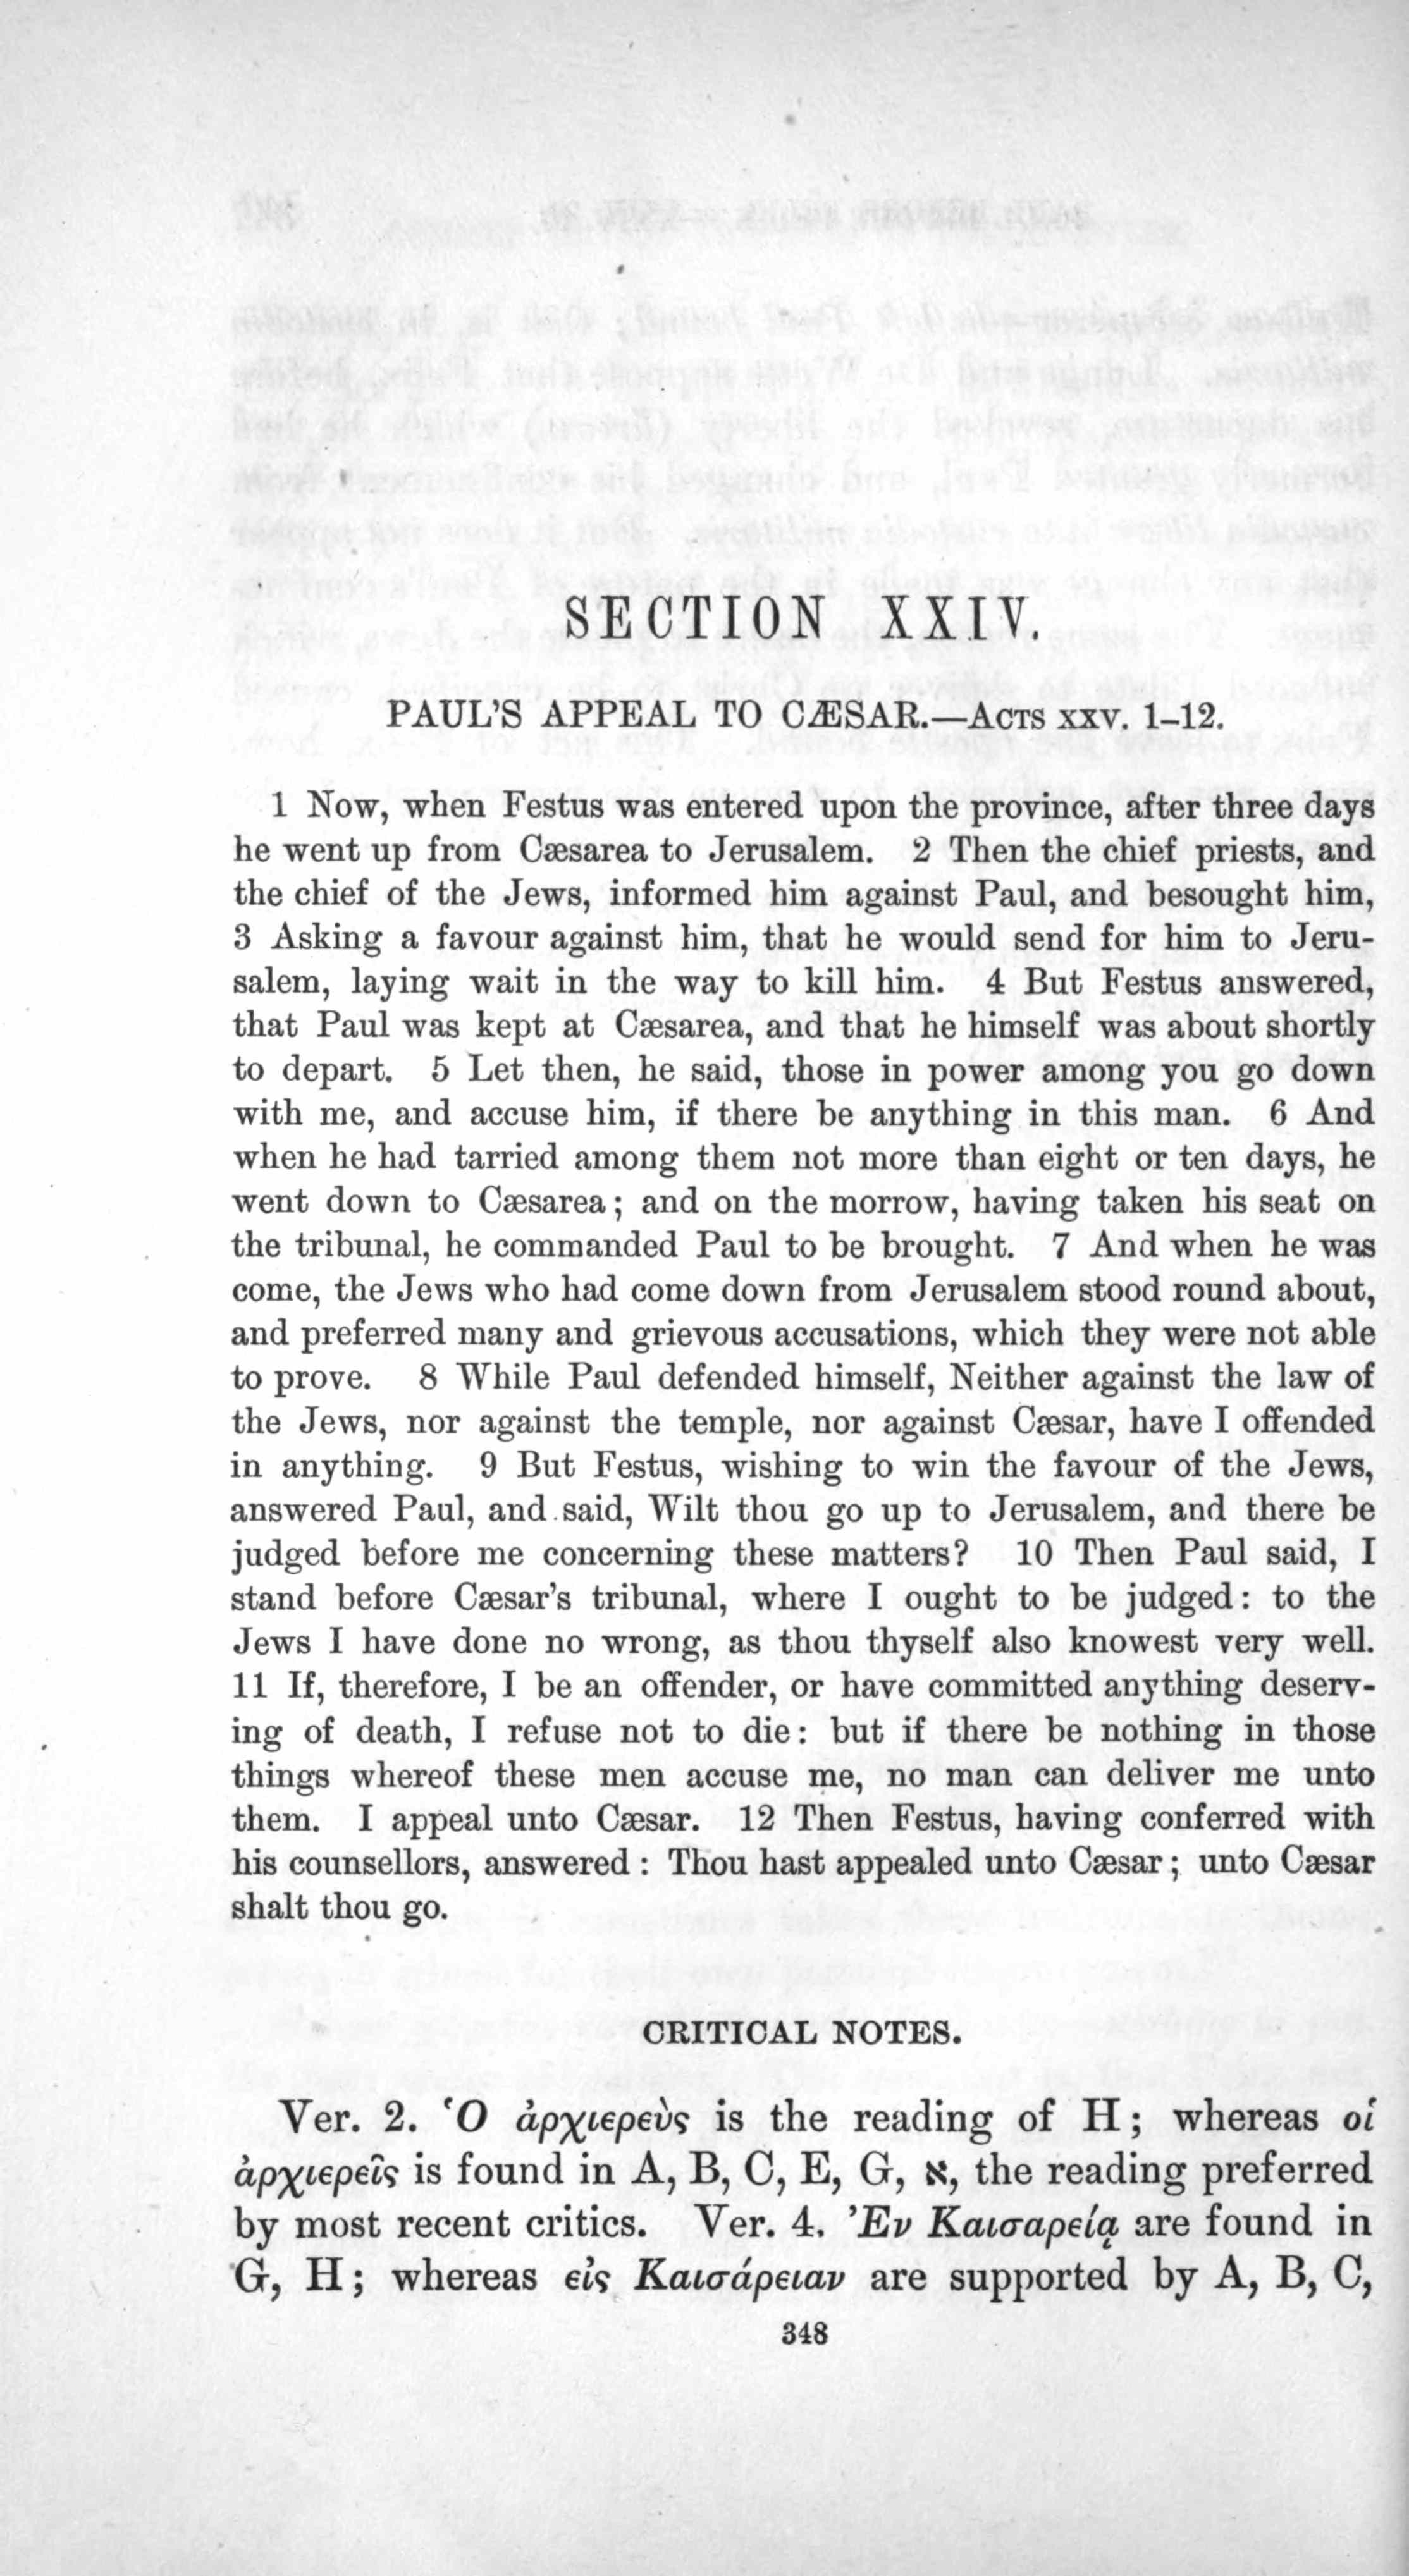 SECTION XXIV.
PAUL'S APPEAL TO CÆSAR.—ACTS XXV. 1–12.
1 Now, when Festus was entered upon the province, after three days
he went up from Cæsarea to Jerusalem. 2 Then the chief priests, and
the chief of the Jews, informed him against Paul, and besought him,
3 Asking a favour against him, that he would send for him to Jeru-
salem, laying wait in the way to kill him. 4 But Festus answered,
that Paul was kept at Cæsarea, and that he himself was about shortly
to depart. 5 Let then, he said, those in power among you go down
with me, and accuse him, if there be anything in this man. 6 And
when he had tarried among them not more than eight or ten days, he
went down to Cæsarea; and on the morrow, having taken his seat on
the tribunal, he commanded Paul to be brought. 7 And when he was
come, the Jews who had come down from Jerusalem stood round about,
and preferred many and grievous accusations, which they were not able
to prove. 8 While Paul defended himself, Neither against the law of
the Jews, nor against the temple, nor against Cæsar, have I offended
in anything. 9 But Festus, wishing to win the favour of the Jews,
answered Paul, and said, Wilt thou go up to Jerusalem, and there be
judged before me concerning these matters? 10 Then Paul said, I
stand before Cæsar's tribunal, where I ought to be judged: to the
Jews I have done no wrong, as thou thyself also knowest very well.
11 If, therefore, I be an offender, or have committed anything deserv-
ing of death, I refuse not to die: but if there be nothing in those
things whereof these men accuse me, no man can deliver me unto
them. I appeal unto Cæsar. 12 Then Festus, having conferred with
his counsellors, answered: Thou hast appealed unto Cæsar; unto Cæsar
shalt thou go.
CRITICAL NOTES.
Ver. 2. Ὁ ἀρχιερεὺς is the reading of H; whereas οἱ
ἀρχιερεῖς is found in A, B, C, E, G, א, the reading preferred
by most recent critics. Ver. 4. Ἐν Καισαρείᾳ are found in
G, H; whereas εἰς Καισάρειαν are supported by A, B, C,
348